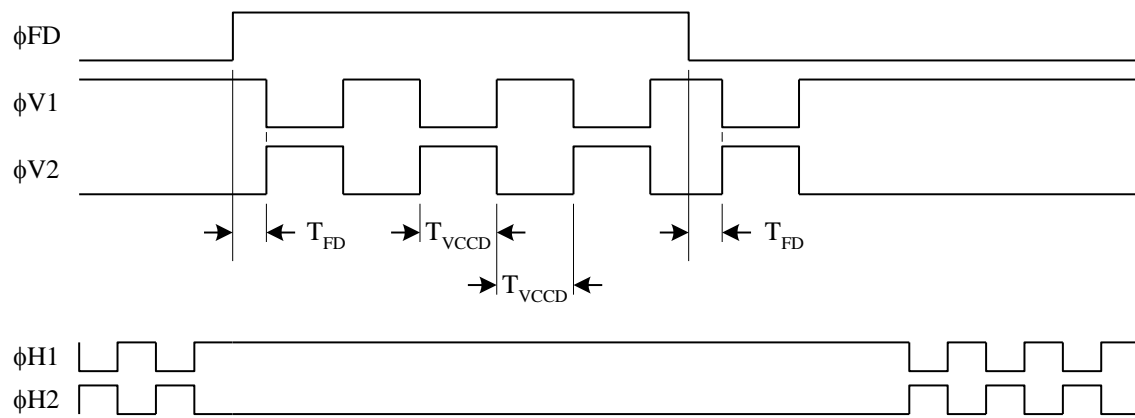 ϕFD
ϕV1
ϕV2
T_FD T_VCCD T_FD
T_VCCD
ϕH1
ϕH2